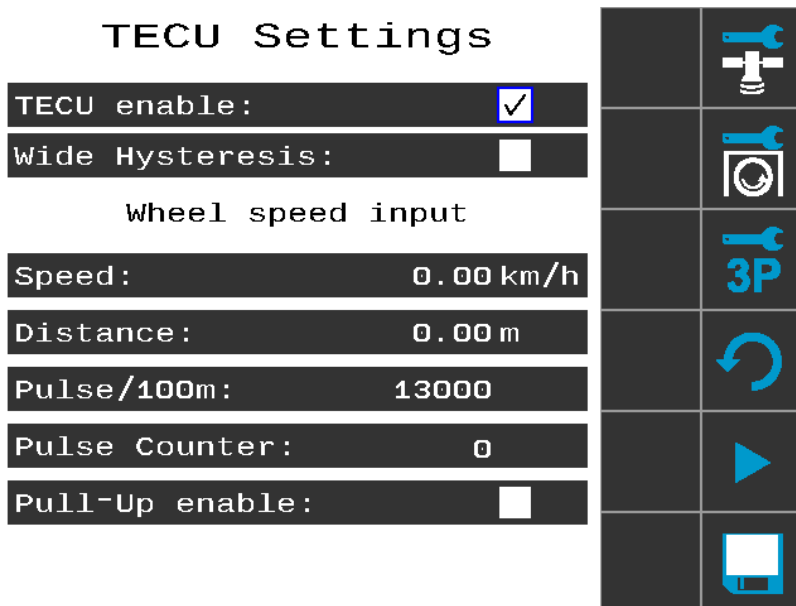 TECU Settings
TECU enable:
Wide Hysteresis:
Wheel speed input
Speed: 0.00 km/h
Distance: 0.00 m
Pulse/100m: 13000
Pulse Counter: 0
Pull-Up enable:
3P